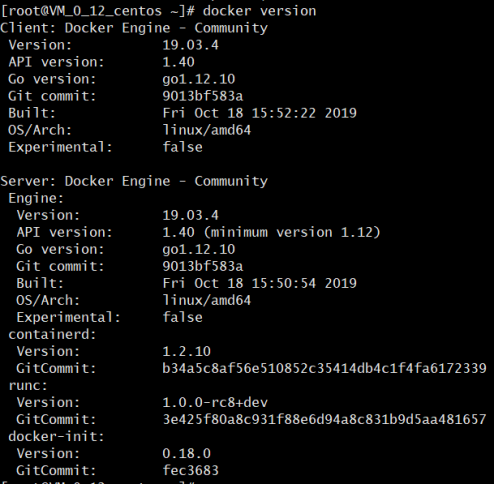 [root@VM_0_12_centos ~]# docker version
Client: Docker Engine - Community
 Version:           19.03.4
 API version:       1.40
 Go version:        go1.12.10
 Git commit:        9013bf583a
 Built:             Fri Oct 18 15:52:22 2019
 OS/Arch:           linux/amd64
 Experimental:      false

Server: Docker Engine - Community
 Engine:
  Version:          19.03.4
  API version:      1.40 (minimum version 1.12)
  Go version:       go1.12.10
  Git commit:       9013bf583a
  Built:            Fri Oct 18 15:50:54 2019
  OS/Arch:          linux/amd64
  Experimental:     false
 containerd:
  Version:          1.2.10
  GitCommit:        b34a5c8af56e510852c35414db4c1f4fa6172339
 runc:
  Version:          1.0.0-rc8+dev
  GitCommit:        3e425f80a8c931f88e6d94a8c831b9d5aa481657
 docker-init:
  Version:          0.18.0
  GitCommit:        fec3683
[root@VM_0_12_centos ~]#